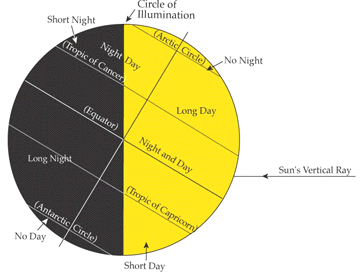 Circle of
Illumination
Short Night
(Arctic Circle)
Night Day
No Night
(Tropic of Cancer)
Long Day
(Equator)
Night and Day
Long Night
Sun's Vertical Ray
(Tropic of Capricorn)
(Antarctic Circle)
No Day
Short Day